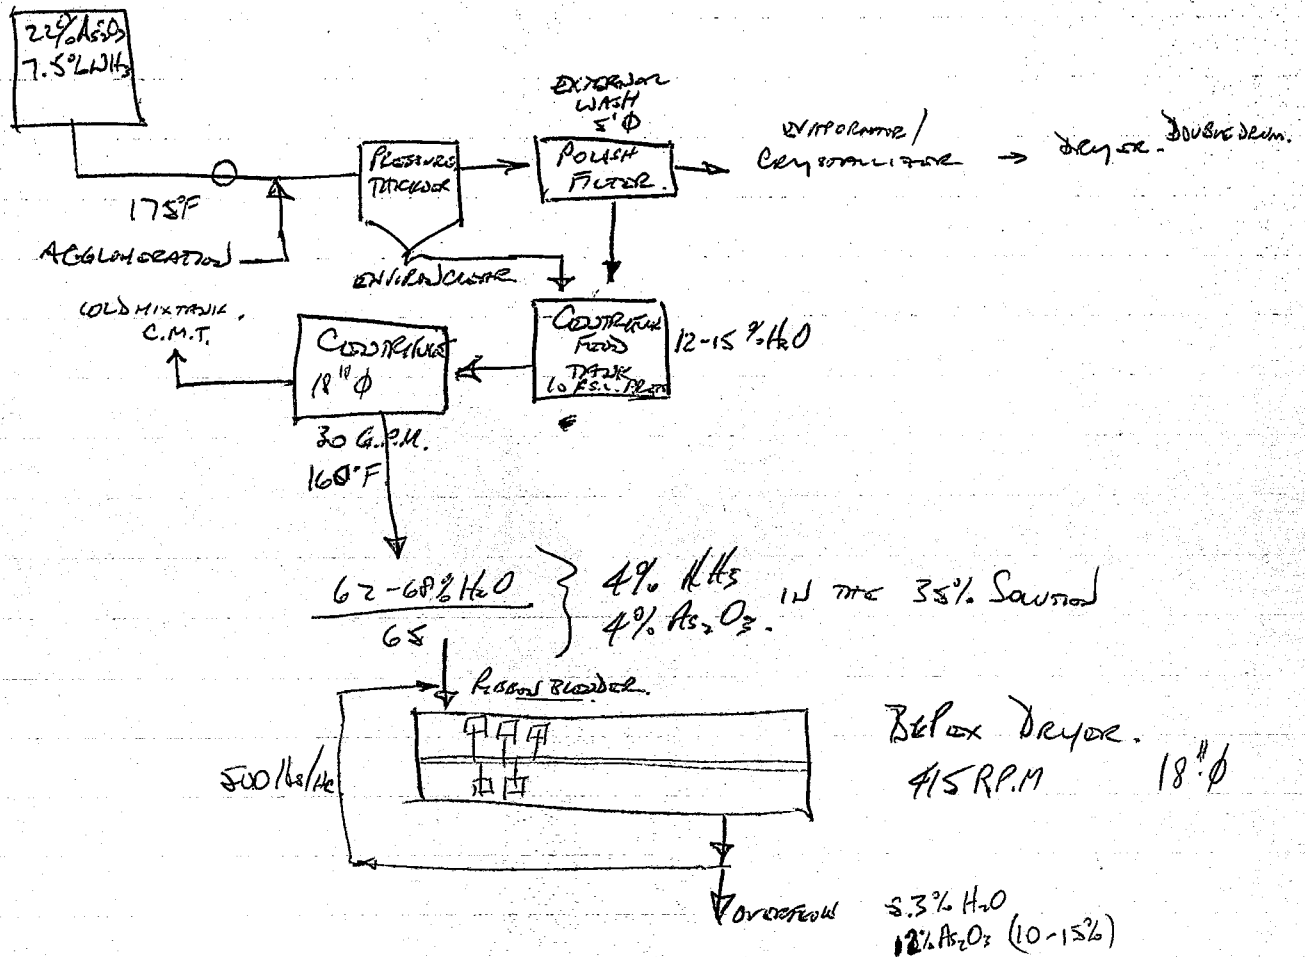 22% As2O3
7.5% NH3
175°F
AGGLOMERATION
PRESSURE
THICKNER
ENVIROCLEAR
EXTERNAL
WASH
5' Φ
POLISH
FILTER.
EVAPORATOR/
CRYSTALLIZER → DRYER. DOUBLE DRUM.
COLD MIX TANK.
C.M.T.
CENTRIFUGE
18" Φ
CENTRIFUGE
FEED
TANK
10 P.S.I.
12-15% H2O
30 G.P.M.
160°F
62-68% H2O
65
4% NH3
4% As2O3.
IN THE 35% SOLUTION
RIBBON BLENDER.
500 lbs/Hr
BEPEX DRYER.
415 RPM 18" Φ
OVERFLOW
5.3% H2O
12% As2O3 (10-15%)